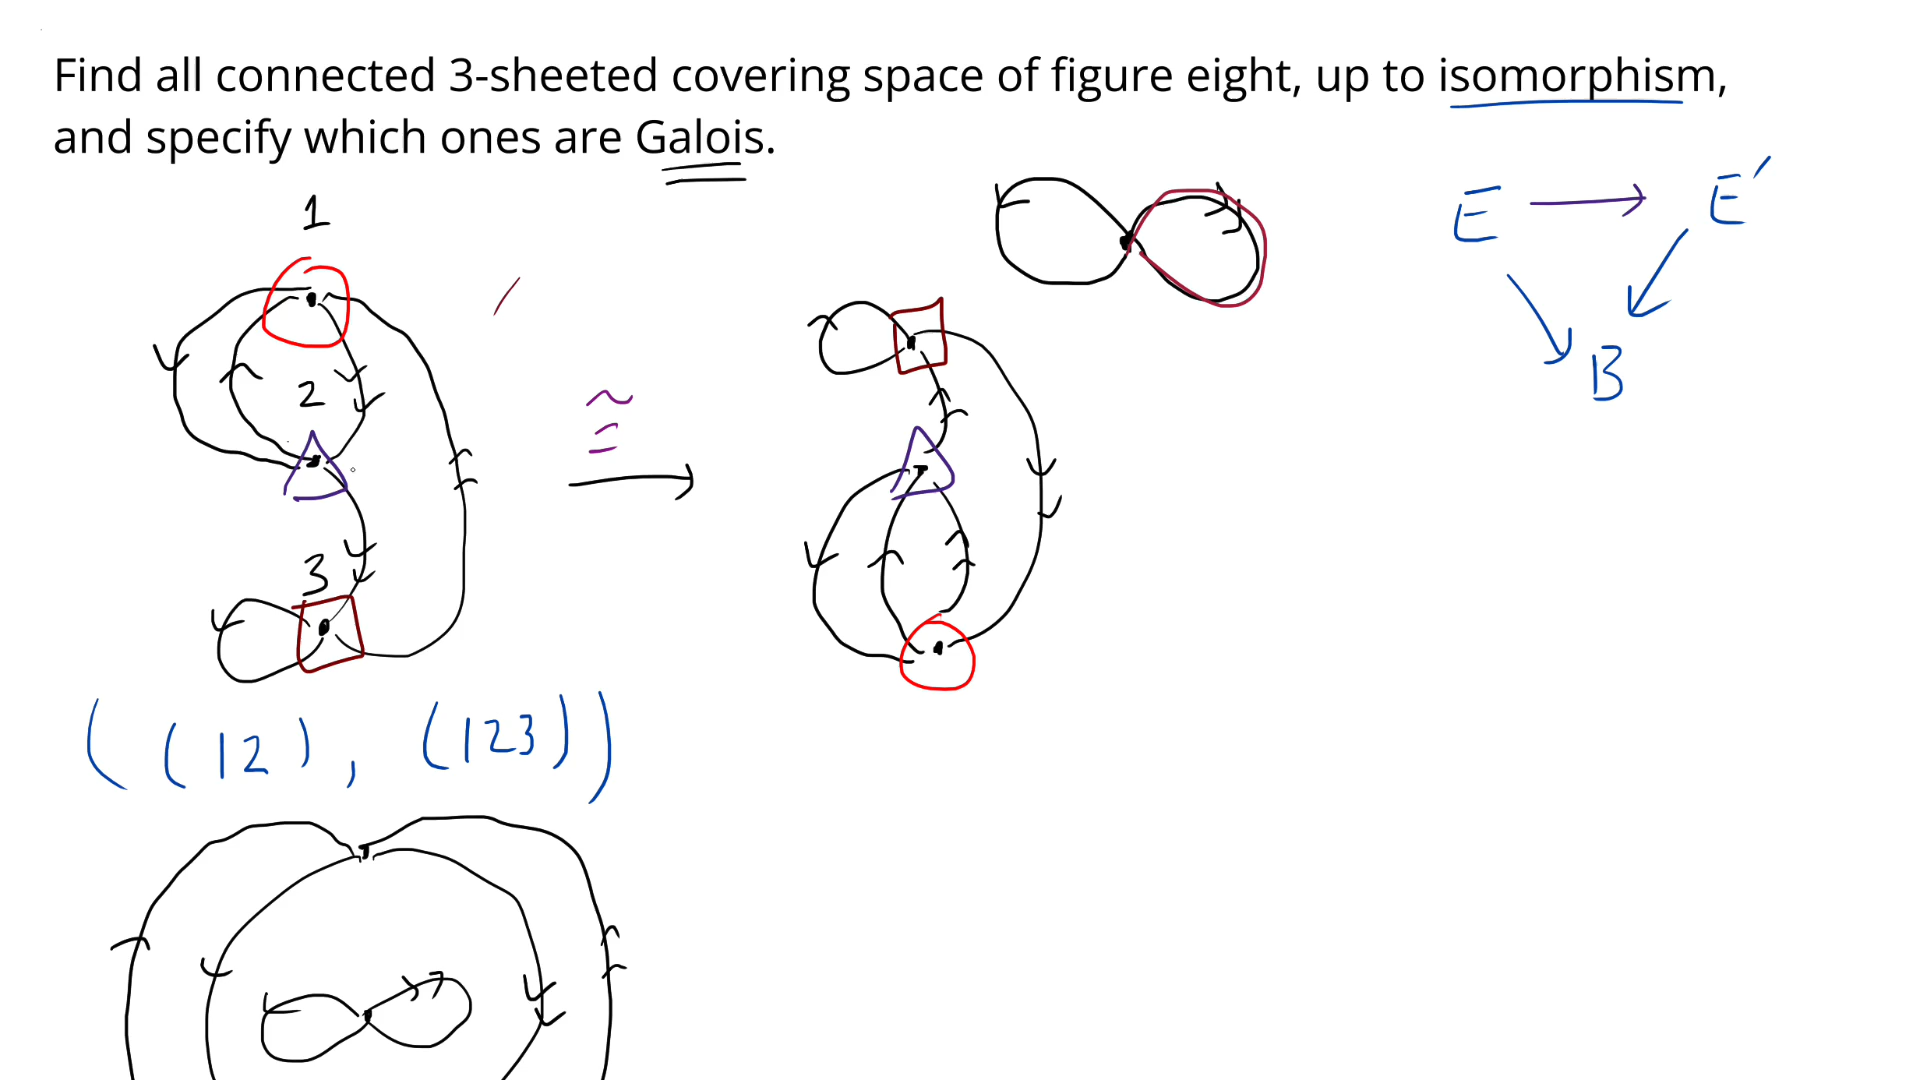 Find all connected 3-sheeted covering space of figure eight, up to isomorphism,
and specify which ones are Galois.
1
E E′
2
B
≅
3
((12), (123))